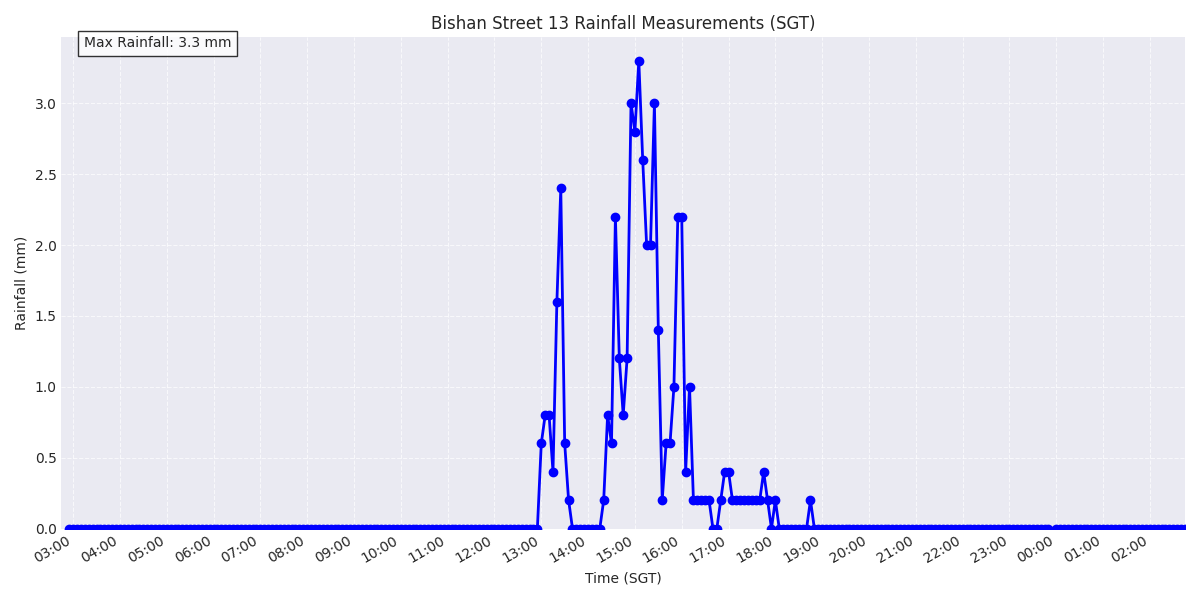 Bishan Street 13 Rainfall Measurements (SGT)
Max Rainfall: 3.3 mm
Rainfall (mm)
3.0
2.5
2.0
1.5
1.0
0.5
0.0
03:00 04:00 05:00 06:00 07:00 08:00 09:00 10:00 11:00 12:00 13:00 14:00 15:00 16:00 17:00 18:00 19:00 20:00 21:00 22:00 23:00 00:00 01:00 02:00
Time (SGT)